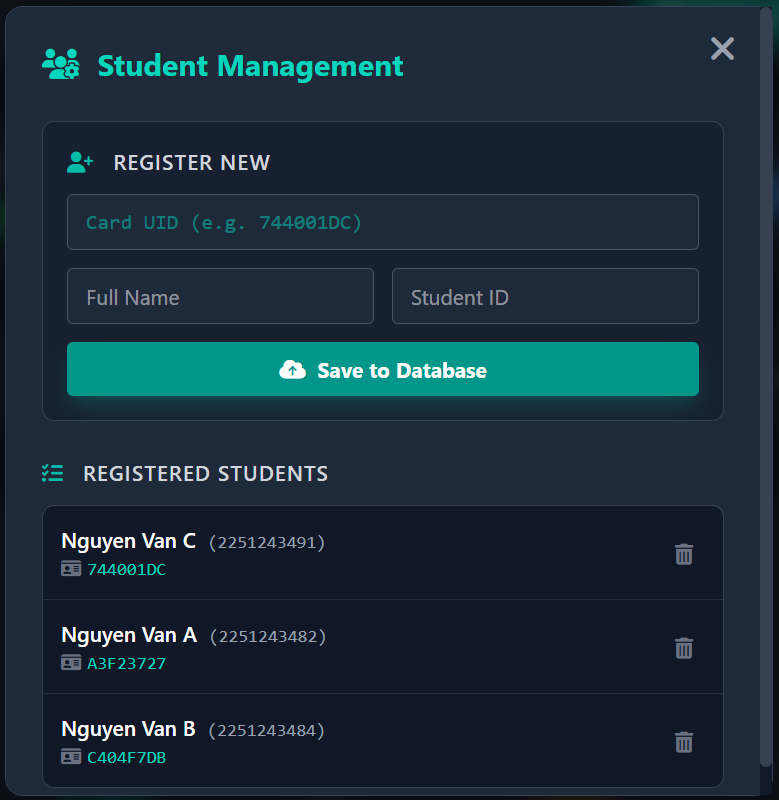 Student Management
REGISTER NEW
Card UID (e.g. 744001DC)
Full Name
Student ID
Save to Database
REGISTERED STUDENTS
Nguyen Van C (2251243491)
744001DC
Nguyen Van A (2251243482)
A3F23727
Nguyen Van B (2251243484)
C404F7DB